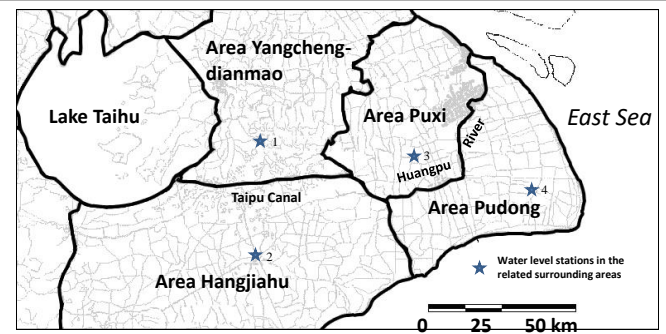 Area Yangcheng-
dianmao
Lake Taihu
Area Puxi
East Sea
River
1
3
Huangpu
4
Taipu Canal
Area Pudong
2
Water level stations in the
related surrounding areas
Area Hangjiahu
0 25 50 km